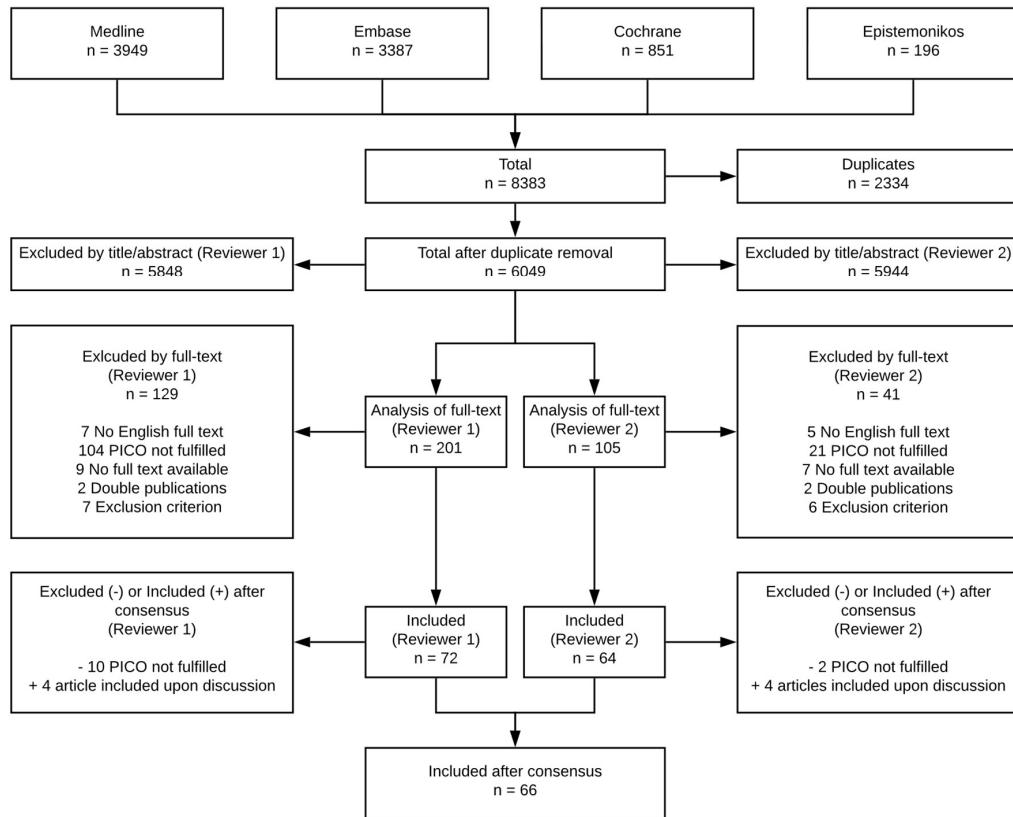 Medline
n = 3949
Embase
n = 3387
Cochrane
n = 851
Epistemonikos
n = 196
Total
n = 8383
Duplicates
n = 2334
Excluded by title/abstract (Reviewer 1)
n = 5848
Total after duplicate removal
n = 6049
Excluded by title/abstract (Reviewer 2)
n = 5944
Exlcuded by full-text
(Reviewer 1)
n = 129
7 No English full text
104 PICO not fulfilled
9 No full text available
2 Double publications
7 Exclusion criterion
Analysis of full-text
(Reviewer 1)
n = 201
Analysis of full-text
(Reviewer 2)
n = 105
Excluded by full-text
(Reviewer 2)
n = 41
5 No English full text
21 PICO not fulfilled
7 No full text available
2 Double publications
6 Exclusion criterion
Excluded (-) or Included (+) after
consensus
(Reviewer 1)
- 10 PICO not fulfilled
+ 4 article included upon discussion
Included
(Reviewer 1)
n = 72
Included
(Reviewer 2)
n = 64
Excluded (-) or Included (+) after
consensus
(Reviewer 2)
- 2 PICO not fulfilled
+ 4 articles included upon discussion
Included after consensus
n = 66